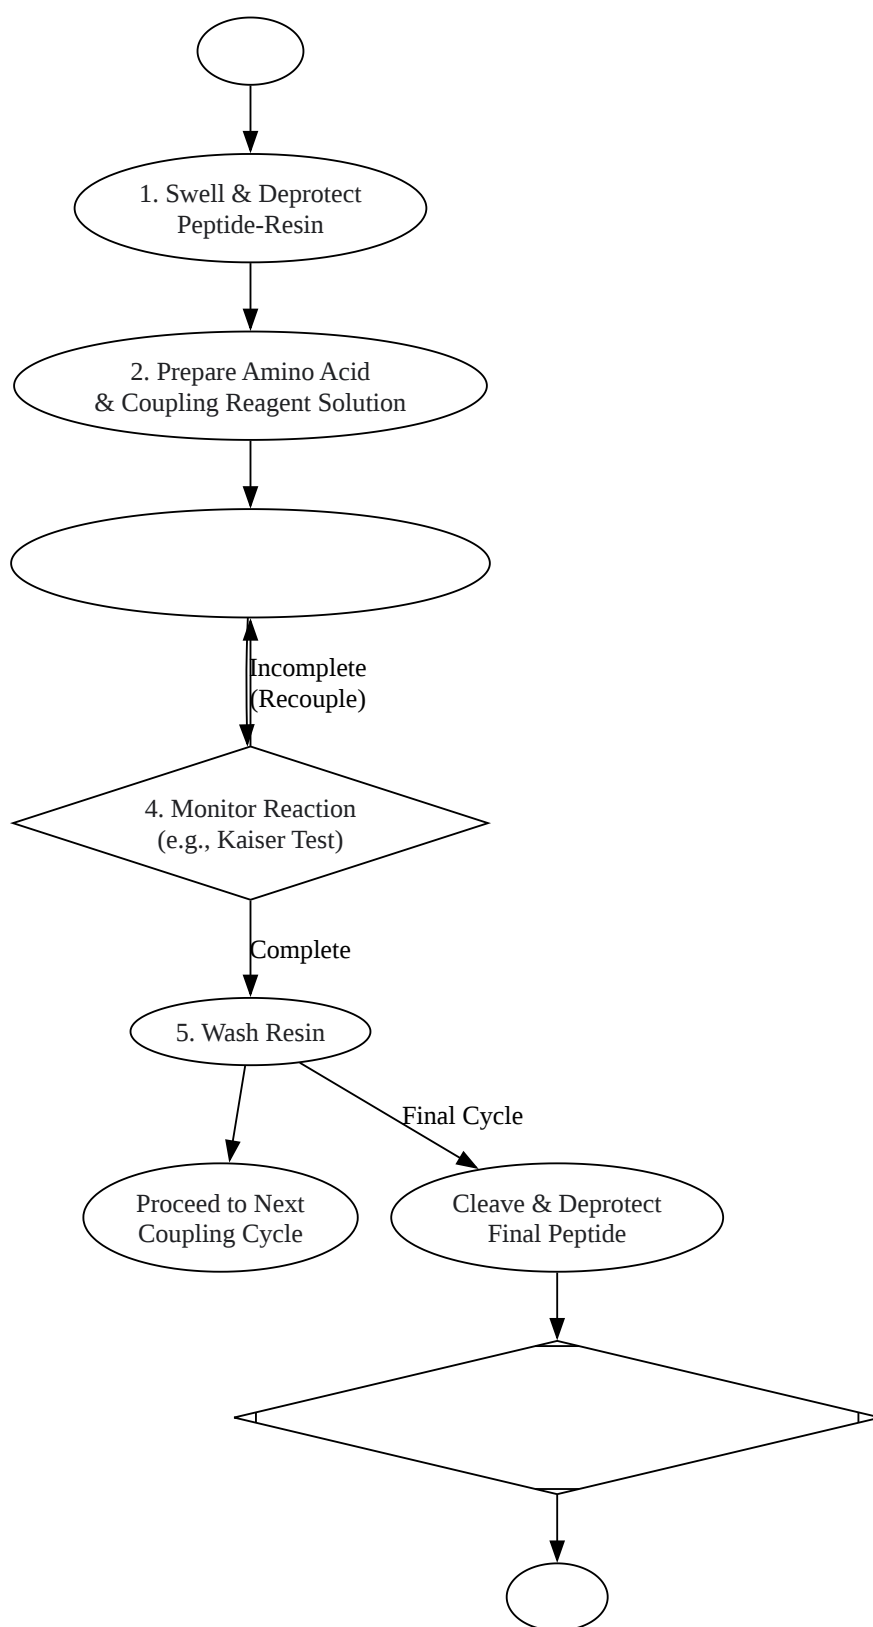 1. Swell & Deprotect
Peptide-Resin
2. Prepare Amino Acid
& Coupling Reagent Solution
Incomplete
(Recouple)
4. Monitor Reaction
(e.g., Kaiser Test)
Complete
5. Wash Resin
Final Cycle
Proceed to Next
Coupling Cycle
Cleave & Deprotect
Final Peptide